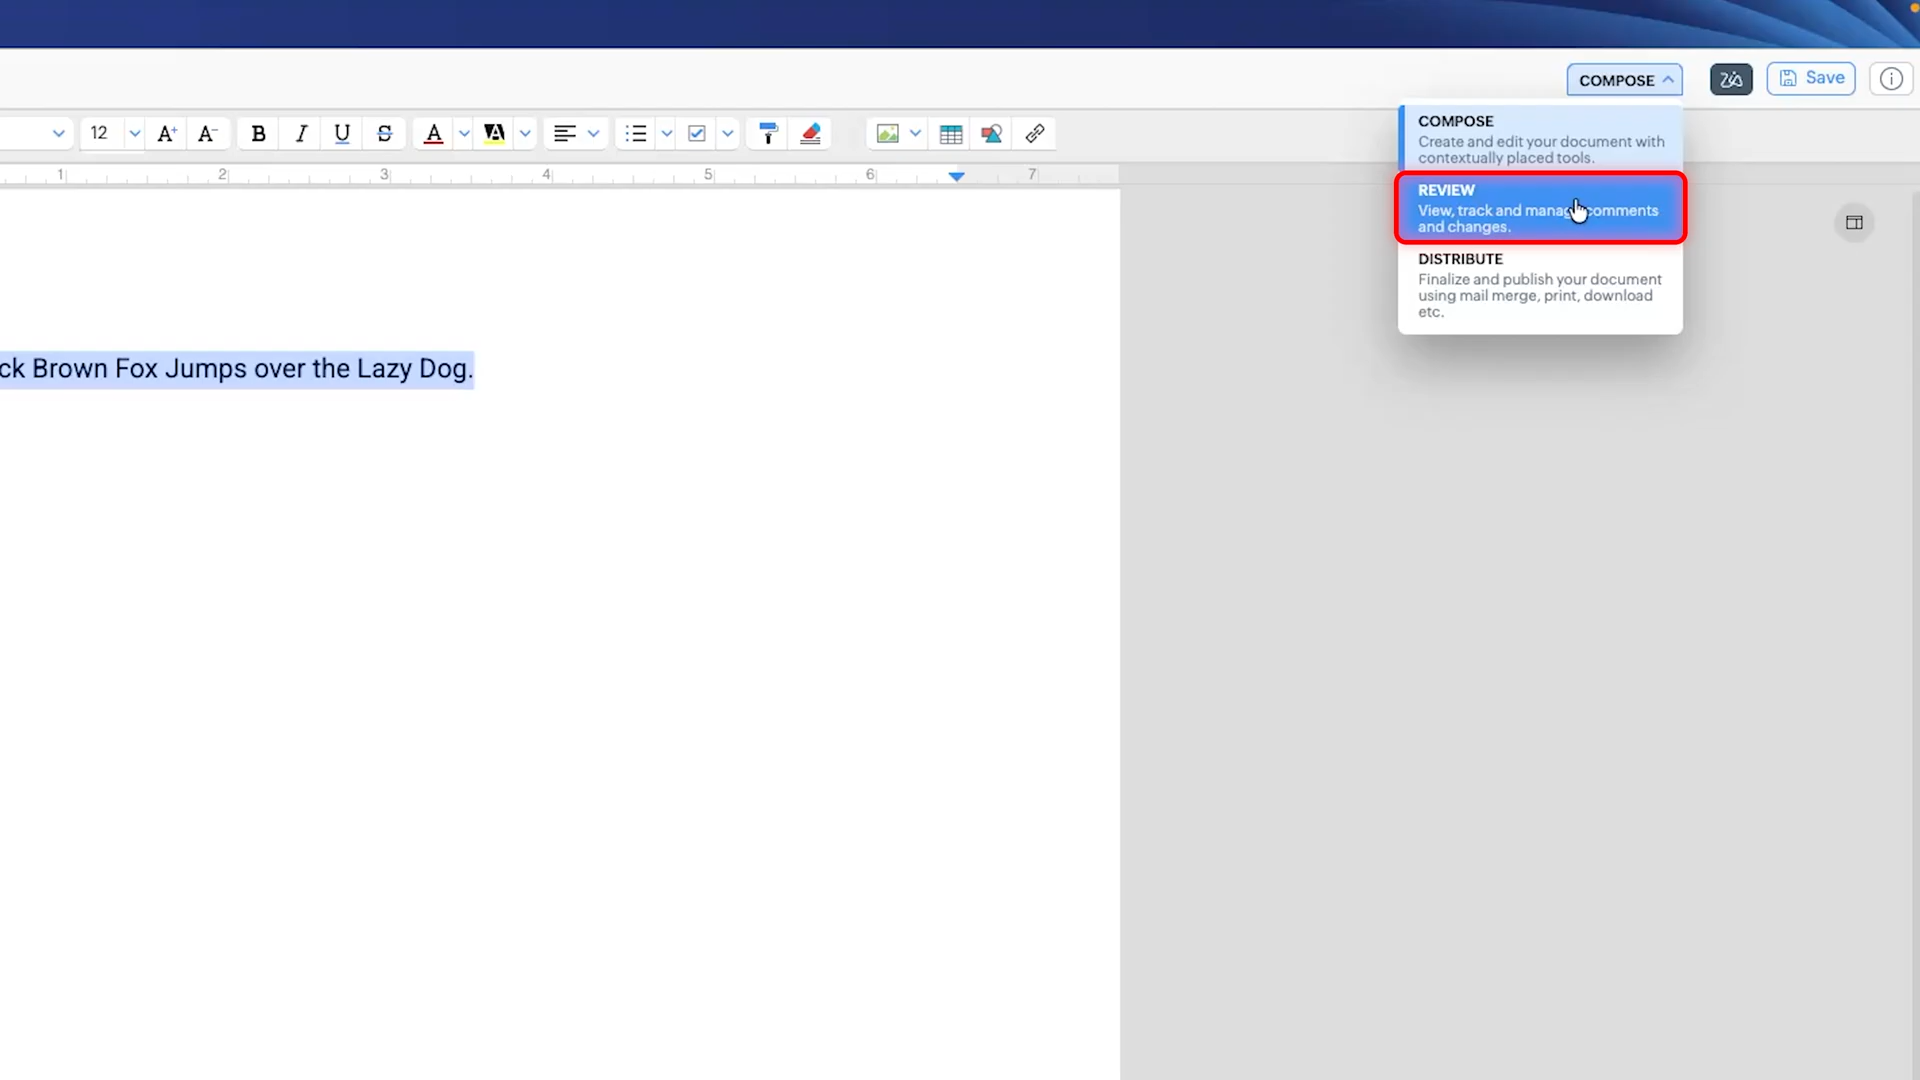 COMPOSE
Save
12
A+
A-
B
I
U
S
A
A
COMPOSE
Create and edit your document with
contextually placed tools.
1
2
3
4
5
6
7
REVIEW
View, track and manag comments
and changes.
DISTRIBUTE
Finalize and publish your document
using mail merge, print, download
etc.
ck Brown Fox Jumps over the Lazy Dog.